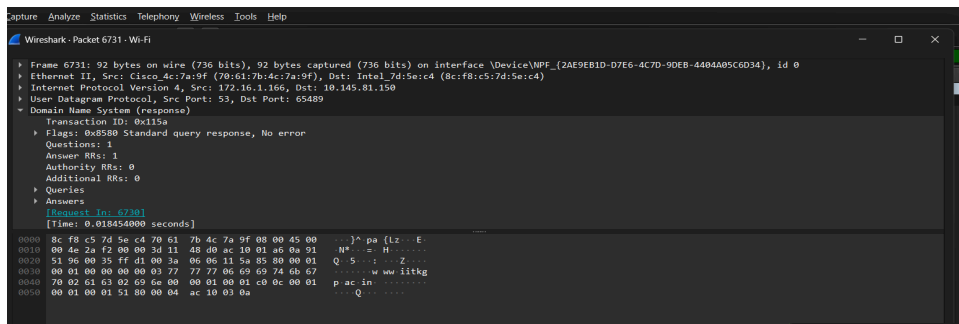 Capture Analyze Statistics Telephony Wireless Tools Help
Wireshark · Packet 6731 · Wi-Fi
Frame 6731: 92 bytes on wire (736 bits), 92 bytes captured (736 bits) on interface \Device\NPF_{2AE9EB1D-D7E6-4C7D-9DEB-4404A05C6D34}, id 0
Ethernet II, Src: Cisco_4c:7a:9f (70:61:7b:4c:7a:9f), Dst: Intel_7d:5e:c4 (8c:f8:c5:7d:5e:c4)
Internet Protocol Version 4, Src: 172.16.1.166, Dst: 10.145.81.150
User Datagram Protocol, Src Port: 53, Dst Port: 65489
Domain Name System (response)
Transaction ID: 0x115a
Flags: 0x8580 Standard query response, No error
Questions: 1
Answer RRs: 1
Authority RRs: 0
Additional RRs: 0
Queries
Answers
[Request In: 6730]
[Time: 0.018454000 seconds]
0000 8c f8 c5 7d 5e c4 70 61 7b 4c 7a 9f 08 00 45 00 ···}^·pa {Lz···E·
0010 00 4e 2a f2 00 00 3d 11 48 d0 ac 10 01 a6 0a 91 ·N*···=· H·······
0020 51 96 00 35 ff d1 00 3a 06 06 11 5a 85 80 00 01 Q··5···: ···Z····
0030 00 01 00 00 00 00 03 77 77 77 06 69 69 74 6b 67 ·······w ww·iitkg
0040 70 02 61 63 02 69 6e 00 00 01 00 01 c0 0c 00 01 p·ac·in· ········
0050 00 01 00 01 51 80 00 04 ac 10 03 0a ····Q··· ····